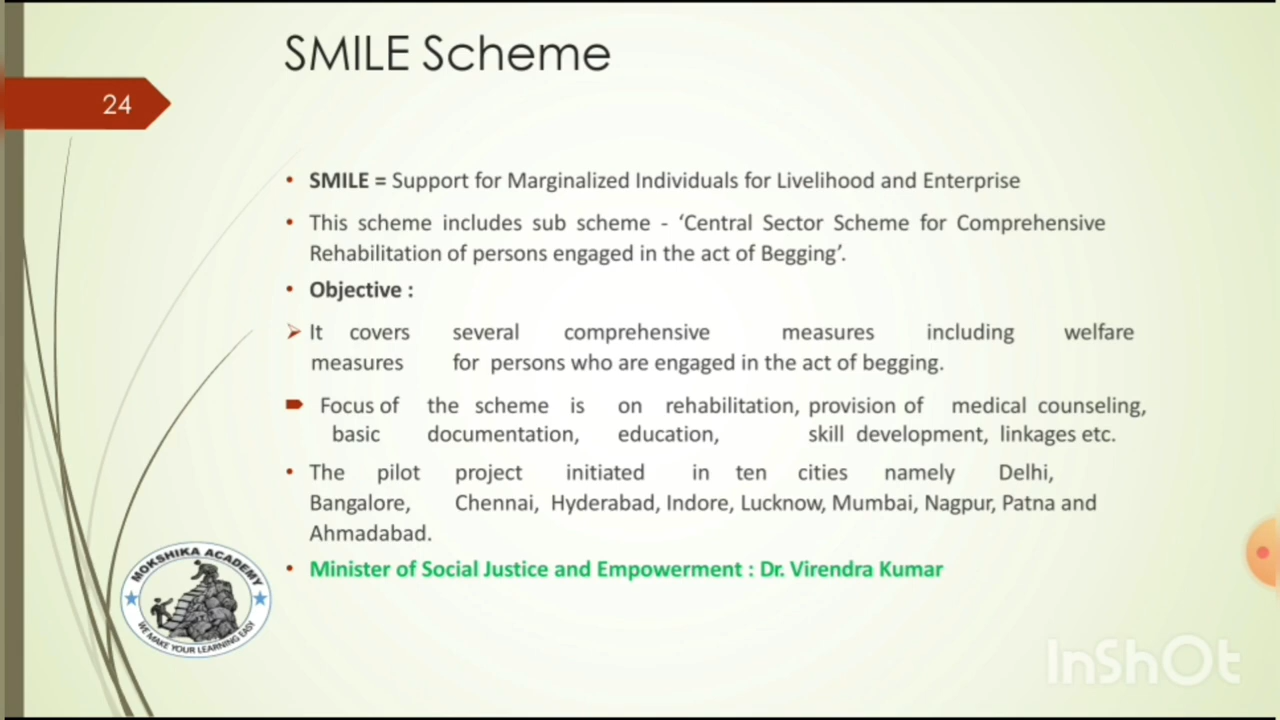 SMILE Scheme
24
• SMILE = Support for Marginalized Individuals for Livelihood and Enterprise
• This scheme includes sub scheme - ‘Central Sector Scheme for Comprehensive
Rehabilitation of persons engaged in the act of Begging’.
• Objective :
➢ It covers several comprehensive measures including welfare
measures for persons who are engaged in the act of begging.
Focus of the scheme is on rehabilitation, provision of medical counseling,
basic documentation, education, skill development, linkages etc.
• The pilot project initiated in ten cities namely Delhi,
Bangalore, Chennai, Hyderabad, Indore, Lucknow, Mumbai, Nagpur, Patna and
Ahmadabad.
• Minister of Social Justice and Empowerment : Dr. Virendra Kumar
MOKSHIKA ACADEMY
WE MAKE YOUR LEARNING EASY
InShOt